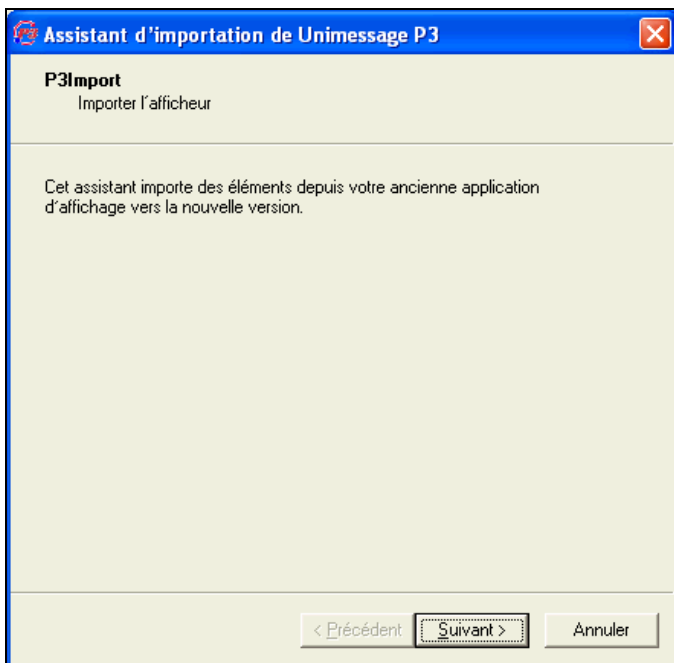 Assistant d'importation de Unimessage P3
P3Import
Importer l´afficheur
Cet assistant importe des éléments depuis votre ancienne application
d´affichage vers la nouvelle version.
< Précédent Suivant > Annuler